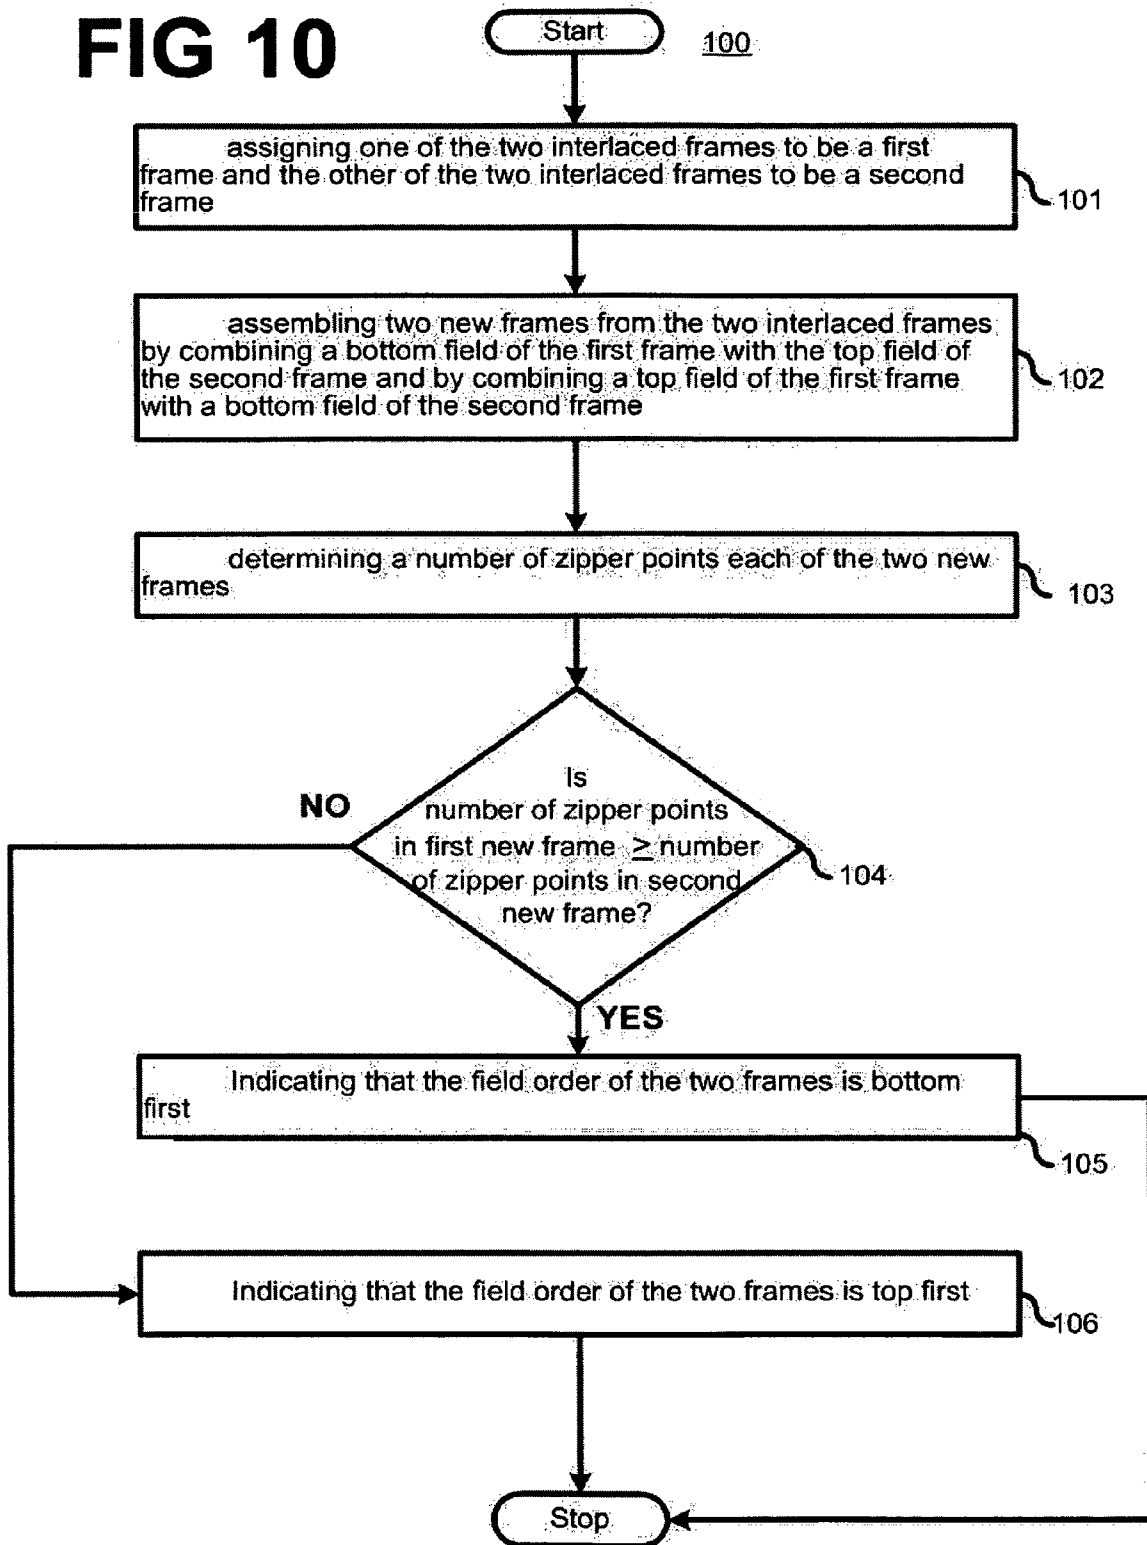 FIG 10
Start
100
assigning one of the two interlaced frames to be a first
frame and the other of the two interlaced frames to be a second
frame
101
assembling two new frames from the two interlaced frames
by combining a bottom field of the first frame with the top field of
the second frame and by combining a top field of the first frame
with a bottom field of the second frame
102
determining a number of zipper points each of the two new
frames
103
Is
number of zipper points
in first new frame ≥ number
of zipper points in second
new frame?
NO
104
YES
Indicating that the field order of the two frames is bottom
first
105
Indicating that the field order of the two frames is top first
106
Stop